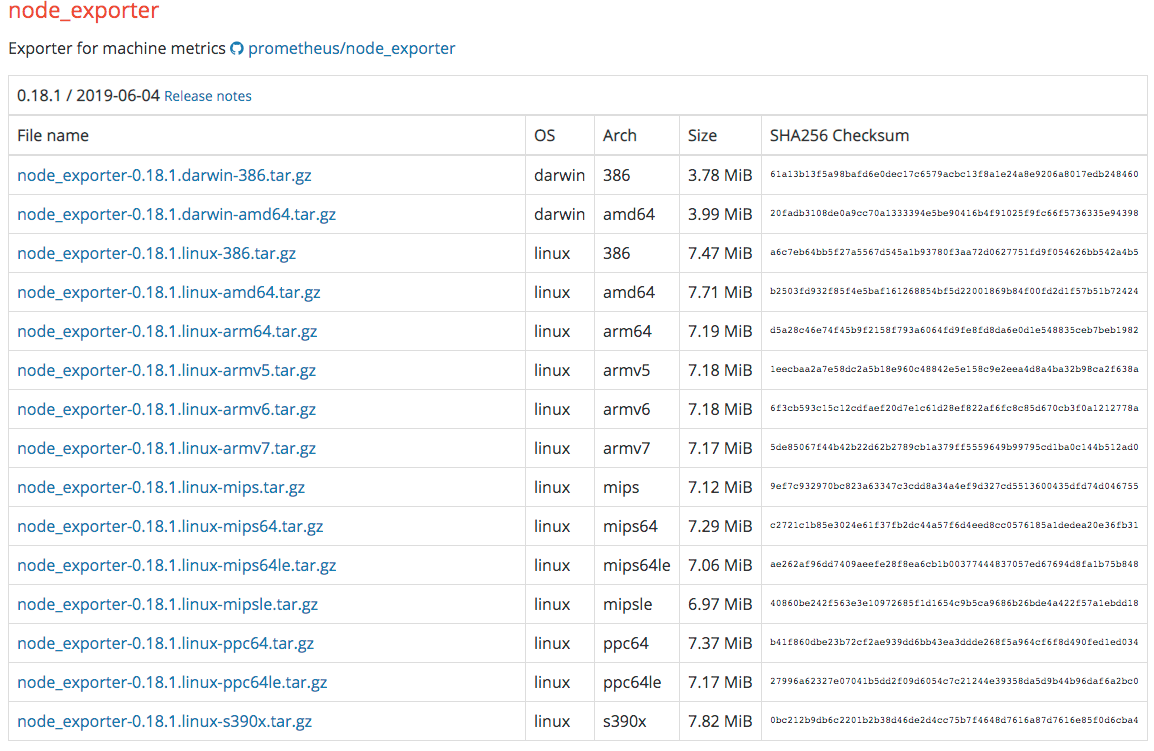 node_exporter
Exporter for machine metrics prometheus/node_exporter
0.18.1 / 2019-06-04 Release notes
File name OS Arch Size SHA256 Checksum
node_exporter-0.18.1.darwin-386.tar.gz darwin 386 3.78 MiB 61a13b13f5a98bafd6e0dec17c6579acbc13f8a1e24a8e9206a8017edb248460
node_exporter-0.18.1.darwin-amd64.tar.gz darwin amd64 3.99 MiB 20fadb3108de0a9cc70a1333394e5be90416b4f91025f9fc66f5736335e94398
node_exporter-0.18.1.linux-386.tar.gz linux 386 7.47 MiB a6c7eb64bb5f27a5567d545a1b93780f3aa72d0627751fd9f054626bb542a4b5
node_exporter-0.18.1.linux-amd64.tar.gz linux amd64 7.71 MiB b2503fd932f85f4e5baf161268854bf5d22001869b84f00fd2d1f57b51b72424
node_exporter-0.18.1.linux-arm64.tar.gz linux arm64 7.19 MiB d5a28c46e74f45b9f2158f793a6064fd9fe8fd8da6e0d1e548835ceb7beb1982
node_exporter-0.18.1.linux-armv5.tar.gz linux armv5 7.18 MiB 1eecbaa2a7e58dc2a5b18e960c48842e5e158c9e2eea4d8a4ba32b98ca2f638a
node_exporter-0.18.1.linux-armv6.tar.gz linux armv6 7.18 MiB 6f3cb593c15c12cdfaef20d7e1c61d28ef822af6fc8c85d670cb3f0a1212778a
node_exporter-0.18.1.linux-armv7.tar.gz linux armv7 7.17 MiB 5de85067f44b42b22d62b2789cb1a379ff5559649b99795cd1ba0c144b512ad0
node_exporter-0.18.1.linux-mips.tar.gz linux mips 7.12 MiB 9ef7c932970bc823a63347c3cdd8a34a4ef9d327cd5513600435dfd74d046755
node_exporter-0.18.1.linux-mips64.tar.gz linux mips64 7.29 MiB c2721c1b85e3024e61f37fb2dc44a57f6d4eed8cc0576185a1dedea20e36fb31
node_exporter-0.18.1.linux-mips64le.tar.gz linux mips64le 7.06 MiB ae262af96dd7409aeefe28f8ea6cb1b00377444837057ed67694d8fa1b75b848
node_exporter-0.18.1.linux-mipsle.tar.gz linux mipsle 6.97 MiB 40860be242f563e3e10972685f1d1654c9b5ca9686b26bde4a422f57a1ebdd18
node_exporter-0.18.1.linux-ppc64.tar.gz linux ppc64 7.37 MiB b41f860dbe23b72cf2ae939dd6bb43ea3ddde268f5a964cf6f8d490fed1ed034
node_exporter-0.18.1.linux-ppc64le.tar.gz linux ppc64le 7.17 MiB 27996a62327e07041b5dd2f09d6054c7c21244e39358da5d9b44b96daf6a2bc0
node_exporter-0.18.1.linux-s390x.tar.gz linux s390x 7.82 MiB 0bc212b9db6c2201b2b38d46de2d4cc75b7f4648d7616a87d7616e85f0d6cba4